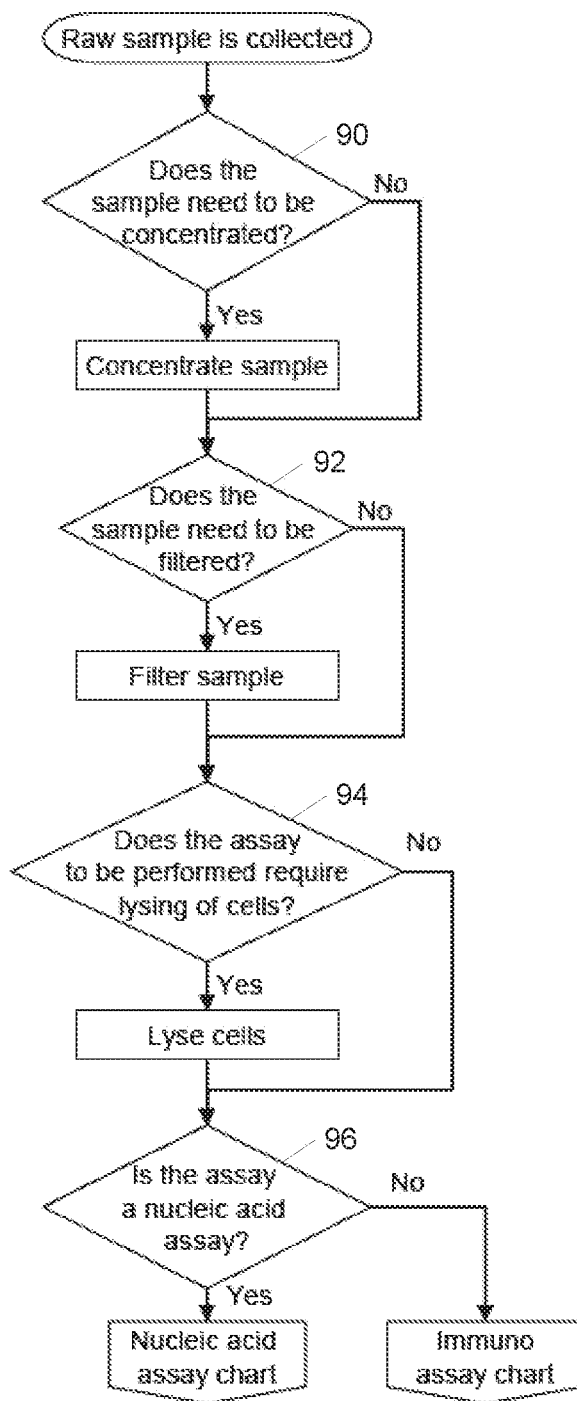 Raw sample is collected
90
Does the
sample need to be
concentrated?
No
Yes
Concentrate sample
92
Does the
sample need to be
filtered?
No
Yes
Filter sample
94
Does the assay
to be performed require
lysing of cells?
No
Yes
Lyse cells
96
Is the assay
a nucleic acid
assay?
No
Yes
Nucleic acid
assay chart
Immuno
assay chart